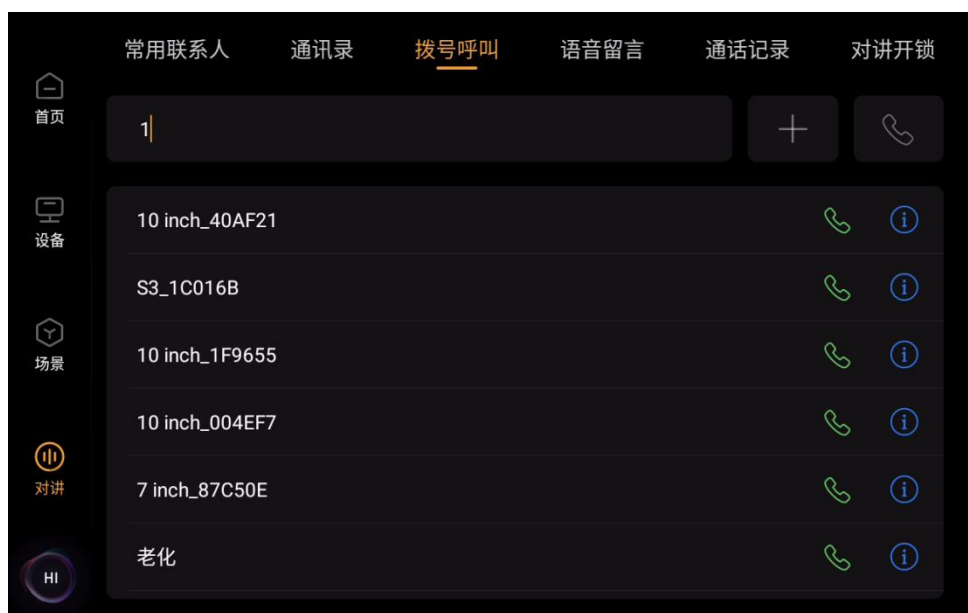 常用联系人 通讯录 拨号呼叫 语音留言 通话记录 对讲开锁
首页
1
设备
10 inch_40AF21
S3_1C016B
场景
10 inch_1F9655
10 inch_004EF7
对讲
7 inch_87C50E
老化
HI